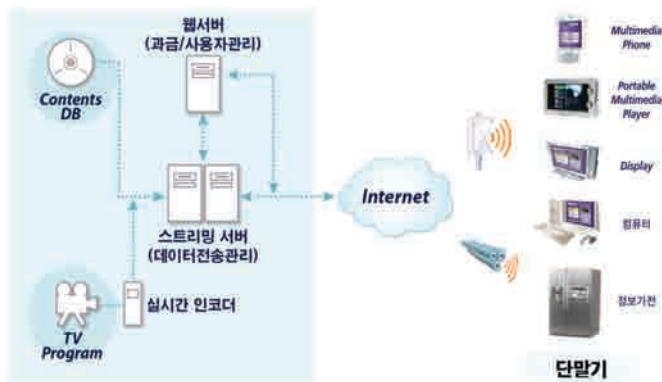 웹서버
(과금/사용자관리)
Contents
DB
스트리밍 서버
(데이터전송관리)
실시간 인코더
TV
Program
Internet
Multimedia
Phone
Portable
Multimedia
Player
Display
컴퓨터
정보가전
단말기